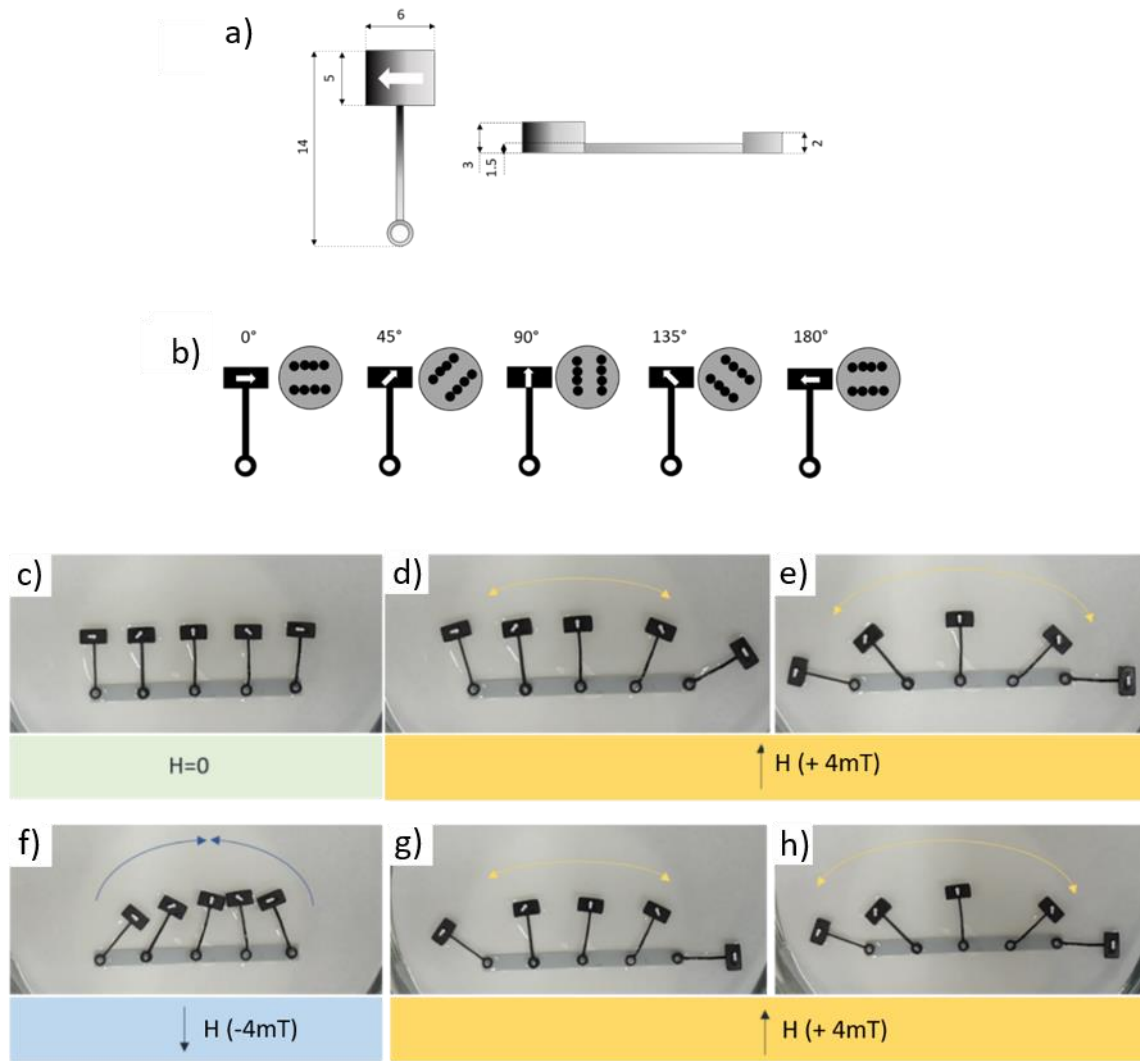 a)
6
5
14
3
1.5
2
b)
0°
45°
90°
135°
180°
c)
d)
e)
H=0
H (+ 4mT)
f)
g)
h)
H (-4mT)
H (+ 4mT)